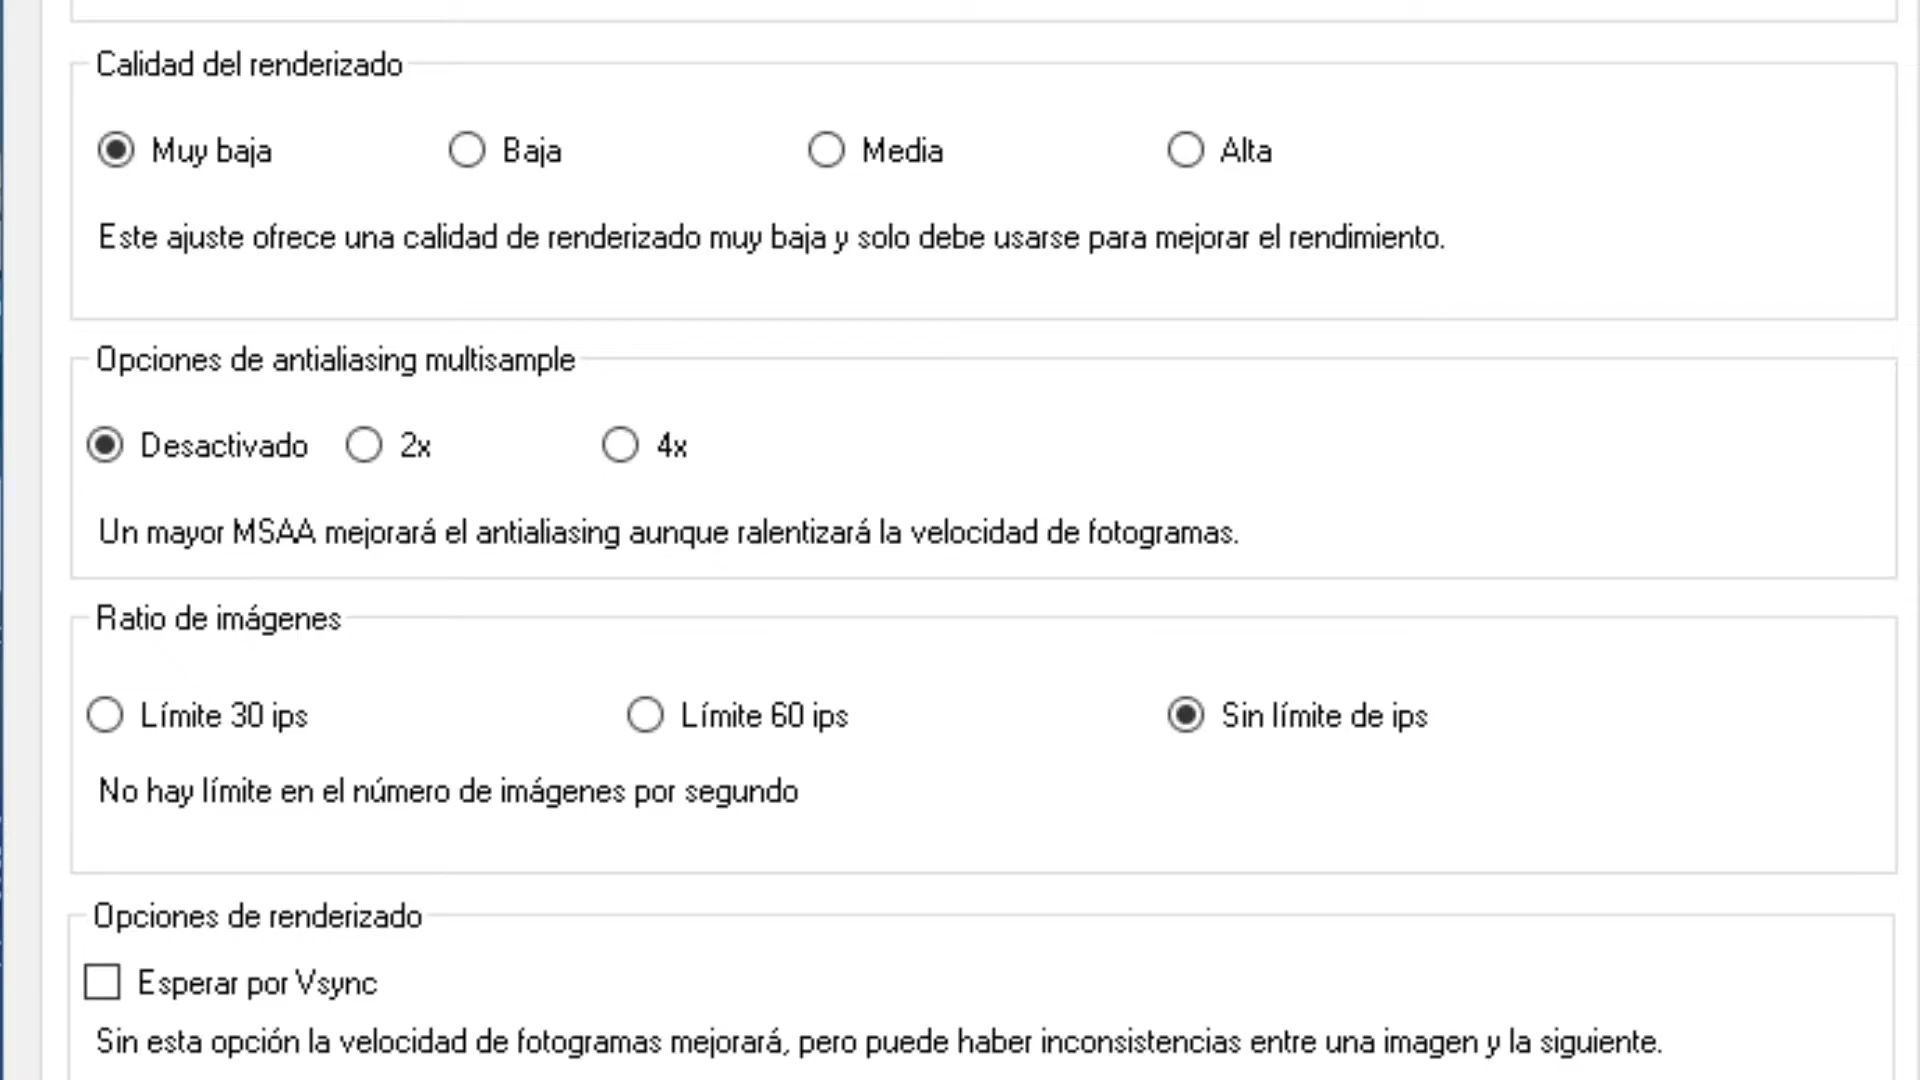 Calidad del renderizado
Muy baja Baja Media Alta
Este ajuste ofrece una calidad de renderizado muy baja y solo debe usarse para mejorar el rendimiento.
Opciones de antialiasing multisample
Desactivado 2x 4x
Un mayor MSAA mejorará el antialiasing aunque ralentizará la velocidad de fotogramas.
Ratio de imágenes
Límite 30 ips Límite 60 ips Sin límite de ips
No hay límite en el número de imágenes por segundo
Opciones de renderizado
Esperar por Vsync
Sin esta opción la velocidad de fotogramas mejorará, pero puede haber inconsistencias entre una imagen y la siguiente.